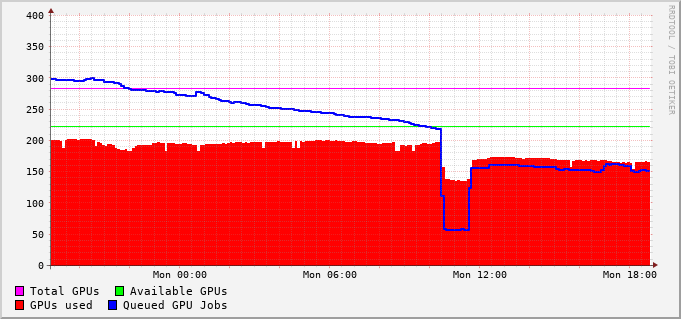 400
350
300
250
200
150
100
50
0
Mon 00:00 Mon 06:00 Mon 12:00 Mon 18:00
Total GPUs Available GPUs
GPUs used Queued GPU Jobs
RRDTOOL / TOBI OETIKER